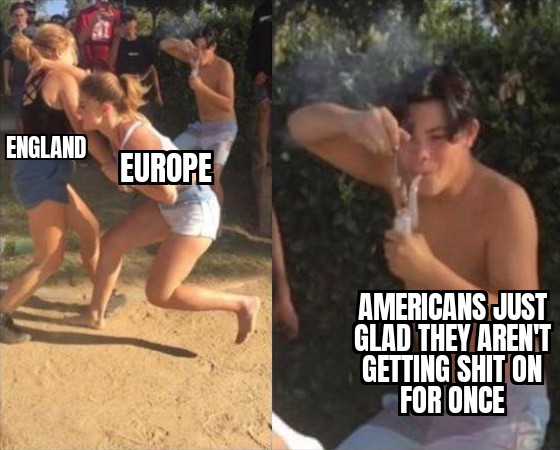 ENGLAND
EUROPE
AMERICANS JUST
GLAD THEY AREN'T
GETTING SHIT ON
FOR ONCE